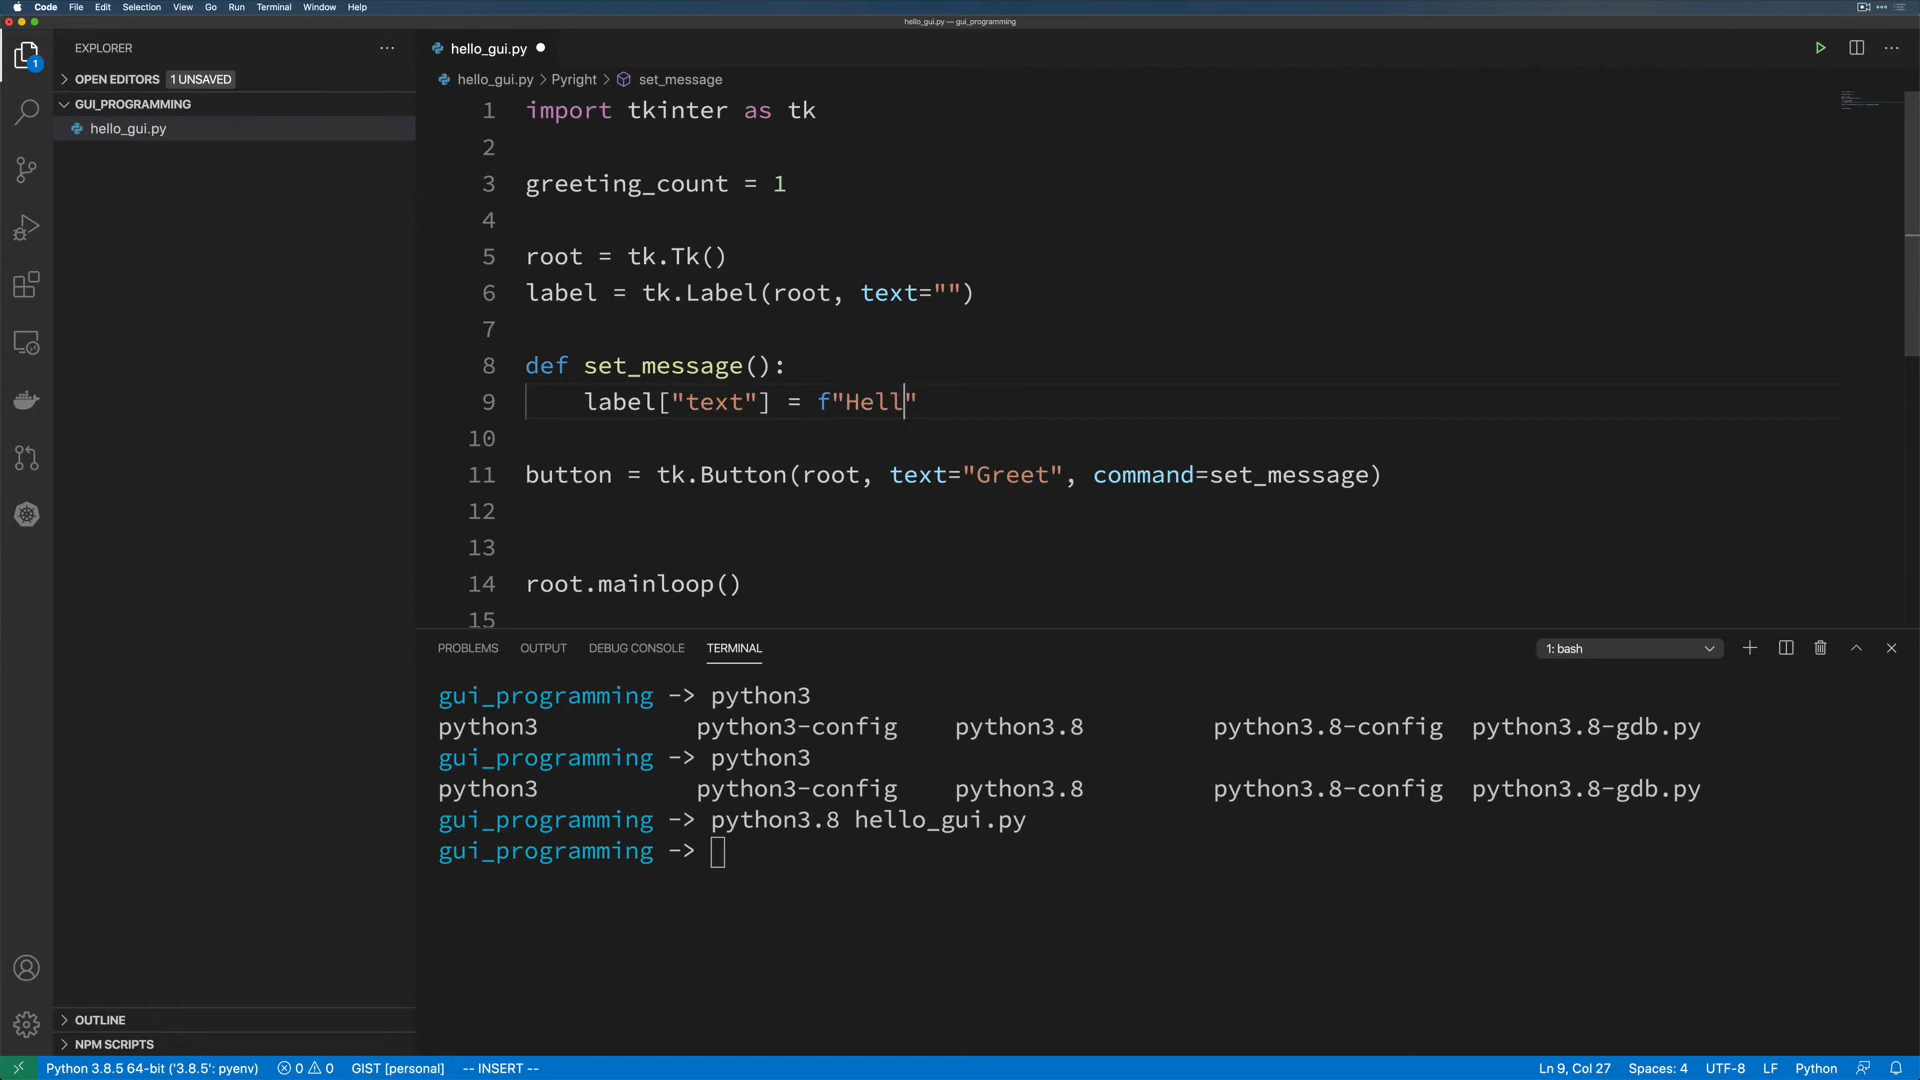 Code File Edit Selection View Go Run Terminal Window Help
hello_gui.py — gui_programming
EXPLORER
hello_gui.py
OPEN EDITORS 1 UNSAVED
hello_gui.py > Pyright > set_message
GUI_PROGRAMMING
hello_gui.py
1
1 import tkinter as tk
2
3 greeting_count = 1
4
5 root = tk.Tk()
6 label = tk.Label(root, text="")
7
8 def set_message():
9 label["text"] = f"Hell"
10
11 button = tk.Button(root, text="Greet", command=set_message)
12
13
14 root.mainloop()
15
PROBLEMS OUTPUT DEBUG CONSOLE TERMINAL 1: bash
gui_programming -> python3
python3 python3-config python3.8 python3.8-config python3.8-gdb.py
gui_programming -> python3
python3 python3-config python3.8 python3.8-config python3.8-gdb.py
gui_programming -> python3.8 hello_gui.py
gui_programming ->
OUTLINE
NPM SCRIPTS
Python 3.8.5 64-bit ('3.8.5': pyenv) 0 0 GIST [personal] -- INSERT -- Ln 9, Col 27 Spaces: 4 UTF-8 LF Python